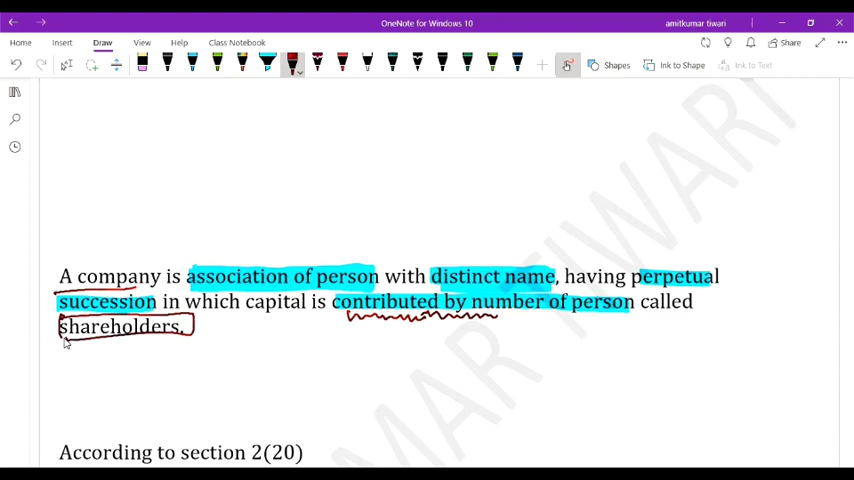 OneNote for Windows 10
amitkumar tiwari
Home Insert Draw View Help Class Notebook
Share
Shapes Ink to Shape Ink to Text
A company is association of person with distinct name, having perpetual
succession in which capital is contributed by number of person called
shareholders.
According to section 2(20)
MAR TIWARI